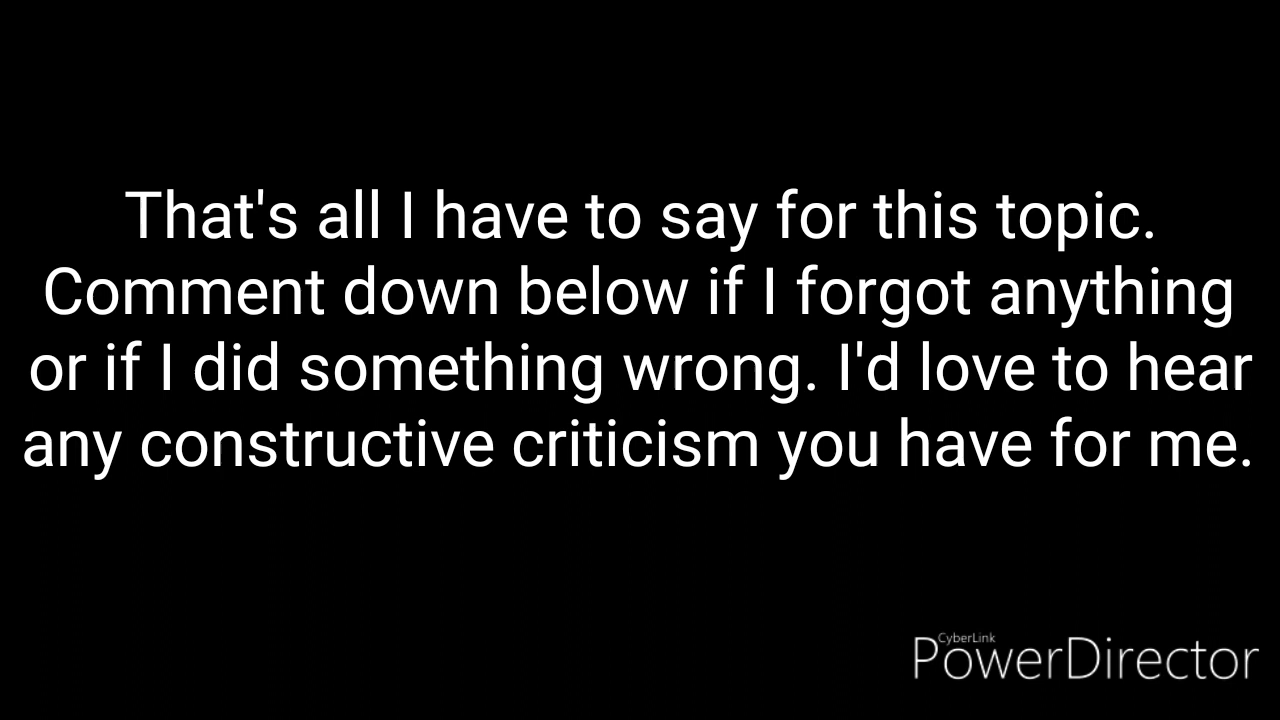 That's all I have to say for this topic.
Comment down below if I forgot anything
or if I did something wrong. I'd love to hear
any constructive criticism you have for me.
CyberLink
PowerDirector